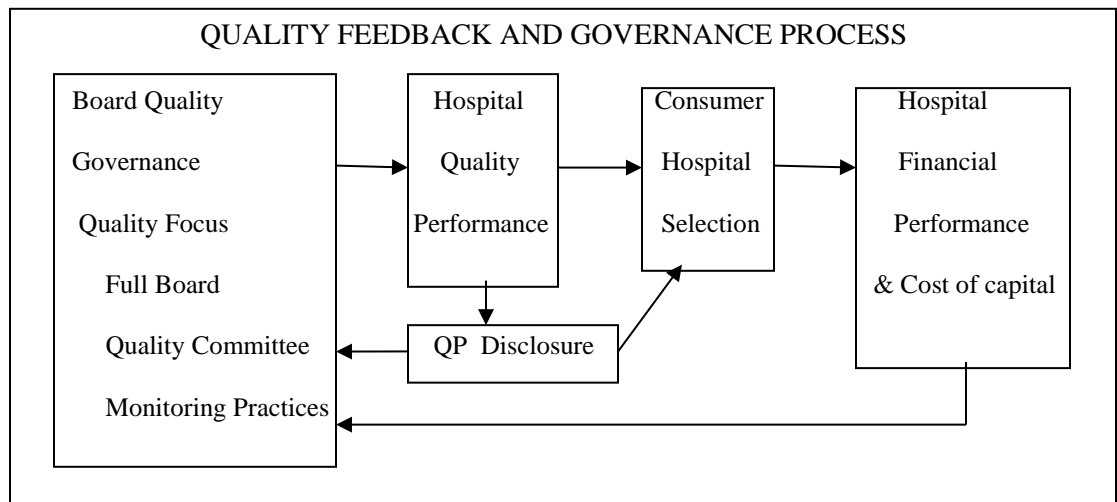 QUALITY FEEDBACK AND GOVERNANCE PROCESS
Board Quality
Governance
Quality Focus
Full Board
Quality Committee
Monitoring Practices
Hospital
Quality
Performance
QP Disclosure
Consumer
Hospital
Selection
Hospital
Financial
Performance
& Cost of capital